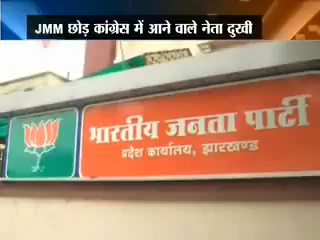 JMM छोड़ कांग्रेस में आने वाले नेता दुखी
भारतीय जनता पार्टी
प्रदेश कार्यालय, झारखण्ड